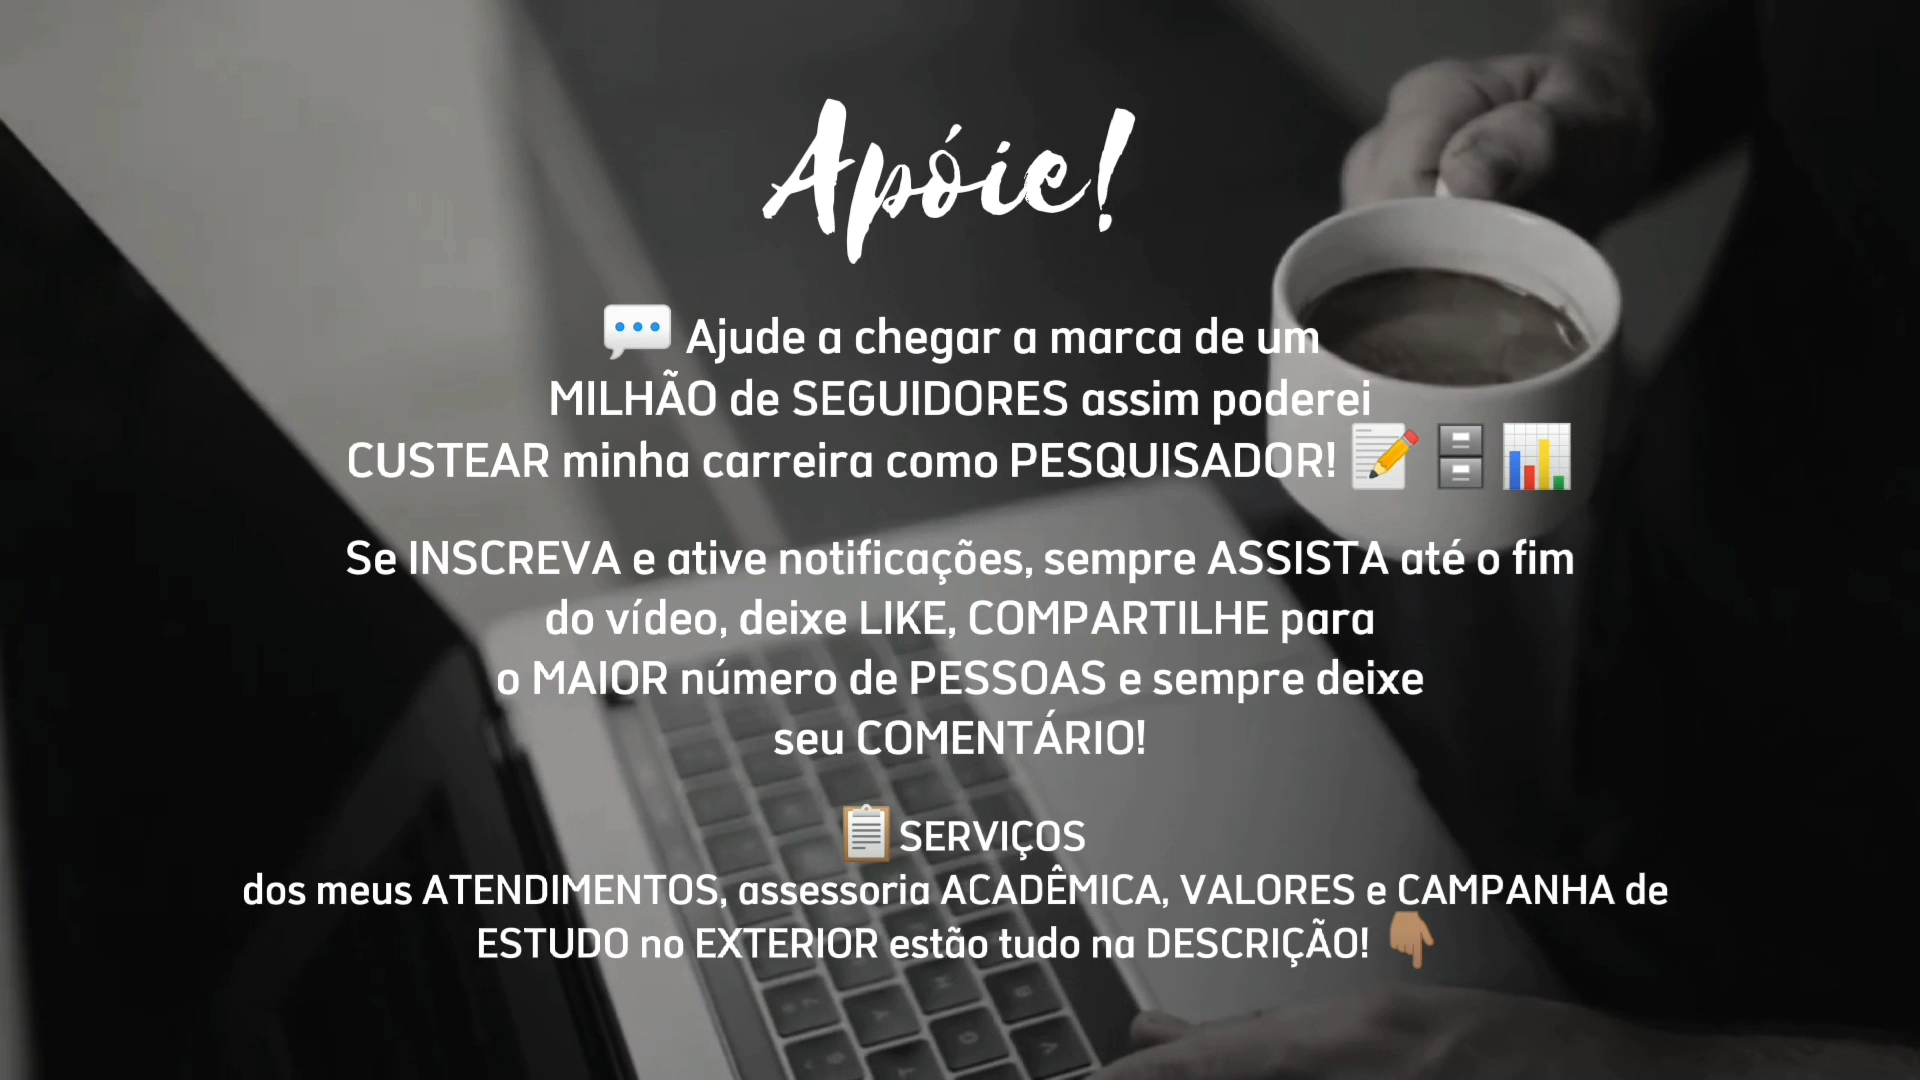 Apóie!
💬 Ajude a chegar a marca de um
MILHÃO de SEGUIDORES assim poderei
CUSTEAR minha carreira como PESQUISADOR! 📝 🗄 📊
Se INSCREVA e ative notificações, sempre ASSISTA até o fim
do vídeo, deixe LIKE, COMPARTILHE para
o MAIOR número de PESSOAS e sempre deixe
seu COMENTÁRIO!
📋 SERVIÇOS
dos meus ATENDIMENTOS, assessoria ACADÊMICA, VALORES e CAMPANHA de
ESTUDO no EXTERIOR estão tudo na DESCRIÇÃO! 👇🏽